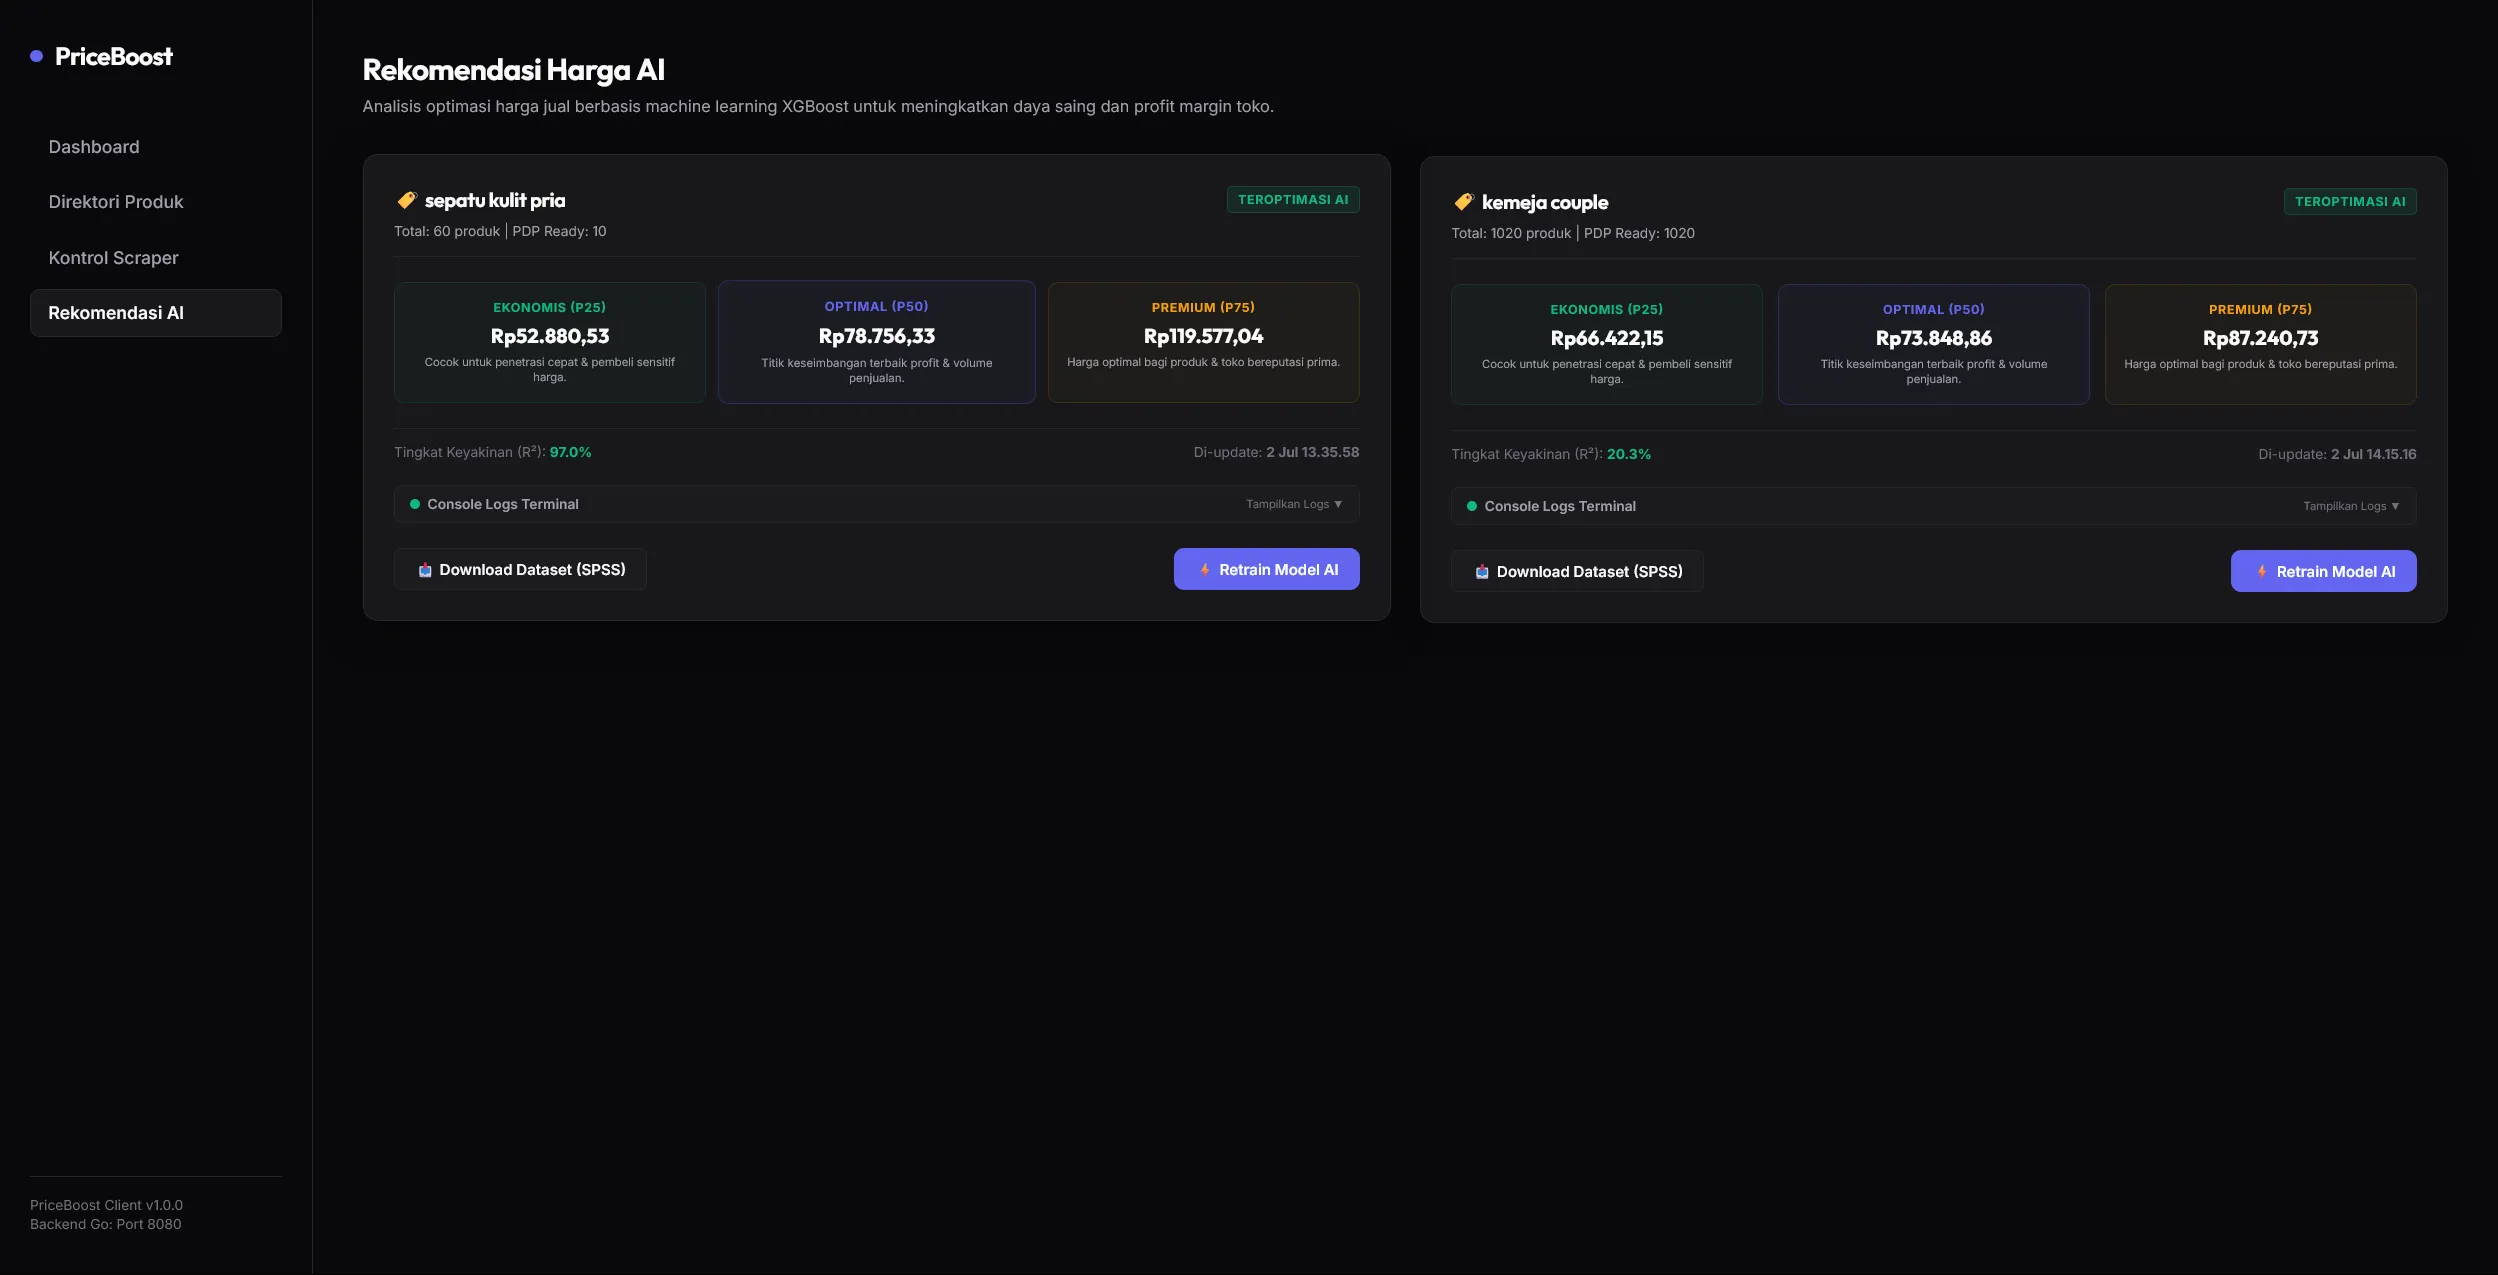 PriceBoost
Dashboard
Direktori Produk
Kontrol Scraper
Rekomendasi AI
PriceBoost Client v1.0.0
Backend Go: Port 8080
Rekomendasi Harga AI
Analisis optimasi harga jual berbasis machine learning XGBoost untuk meningkatkan daya saing dan profit margin toko.
sepatu kulit pria
TEROPTIMASI AI
Total: 60 produk | PDP Ready: 10
EKONOMIS (P25)
Rp52.880,53
Cocok untuk penetrasi cepat & pembeli sensitif
harga.
OPTIMAL (P50)
Rp78.756,33
Titik keseimbangan terbaik profit & volume
penjualan.
PREMIUM (P75)
Rp119.577,04
Harga optimal bagi produk & toko bereputasi prima.
Tingkat Keyakinan (R²): 97.0%
Di-update: 2 Jul 13.35.58
Console Logs Terminal
Tampilkan Logs ▼
Download Dataset (SPSS)
Retrain Model AI
kemeja couple
TEROPTIMASI AI
Total: 1020 produk | PDP Ready: 1020
EKONOMIS (P25)
Rp66.422,15
Cocok untuk penetrasi cepat & pembeli sensitif
harga.
OPTIMAL (P50)
Rp73.848,86
Titik keseimbangan terbaik profit & volume
penjualan.
PREMIUM (P75)
Rp87.240,73
Harga optimal bagi produk & toko bereputasi prima.
Tingkat Keyakinan (R²): 20.3%
Di-update: 2 Jul 14.15.16
Console Logs Terminal
Tampilkan Logs ▼
Download Dataset (SPSS)
Retrain Model AI